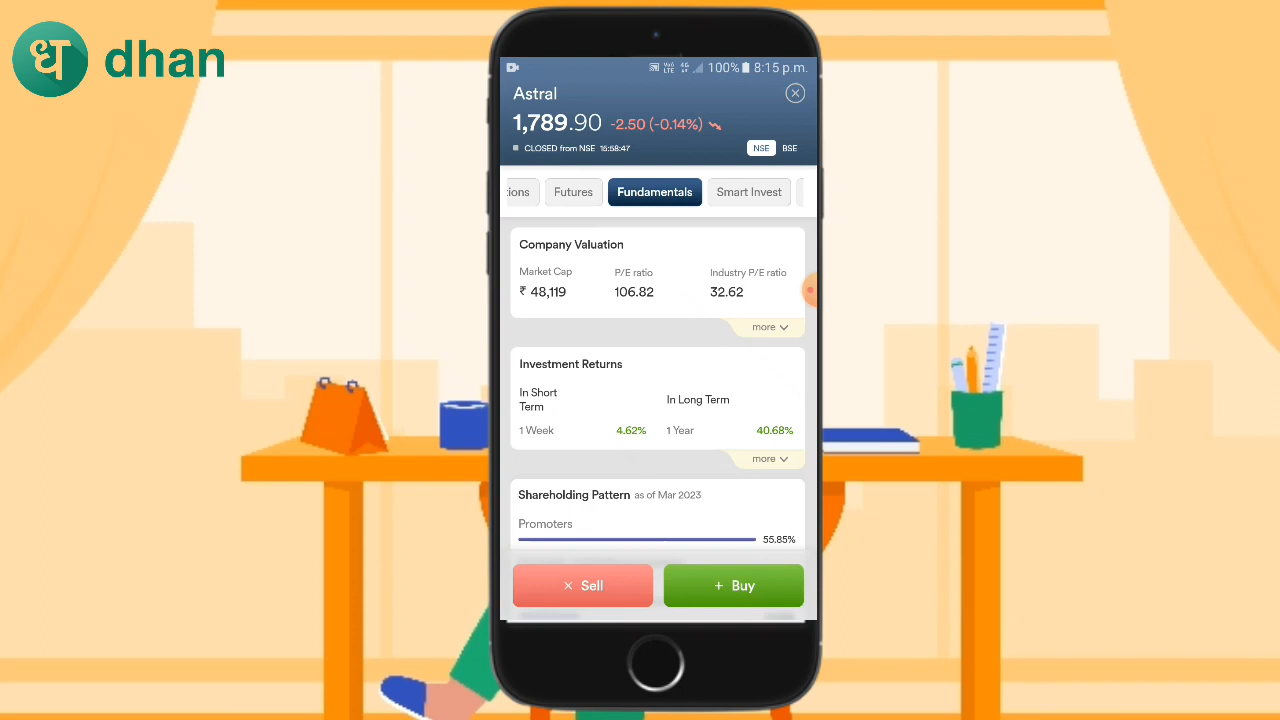 ध dhan
100% 8:15 p.m.
Astral
1,789.90 -2.50 (-0.14%)
CLOSED from NSE 15:58:47
NSE BSE
tions Futures Fundamentals Smart Invest
Company Valuation
Market Cap P/E ratio Industry P/E ratio
₹ 48,119 106.82 32.62
more
Investment Returns
In Short
Term
In Long Term
1 Week 4.62% 1 Year 40.68%
more
Shareholding Pattern as of Mar 2023
Promoters
55.85%
× Sell + Buy